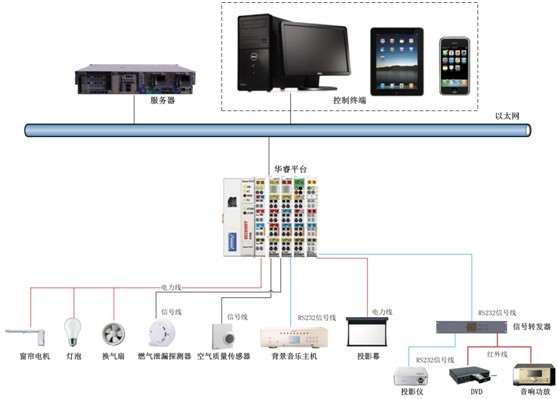 服务器
控制终端
以太网
华睿平台
电力线
信号线
信号线
RS232信号线
电力线
RS232信号线
窗帘电机
灯泡
换气扇
燃气泄漏探测器
空气质量传感器
背景音乐主机
投影幕
信号转发器
RS232信号线
红外线
投影仪
DVD
音响功放